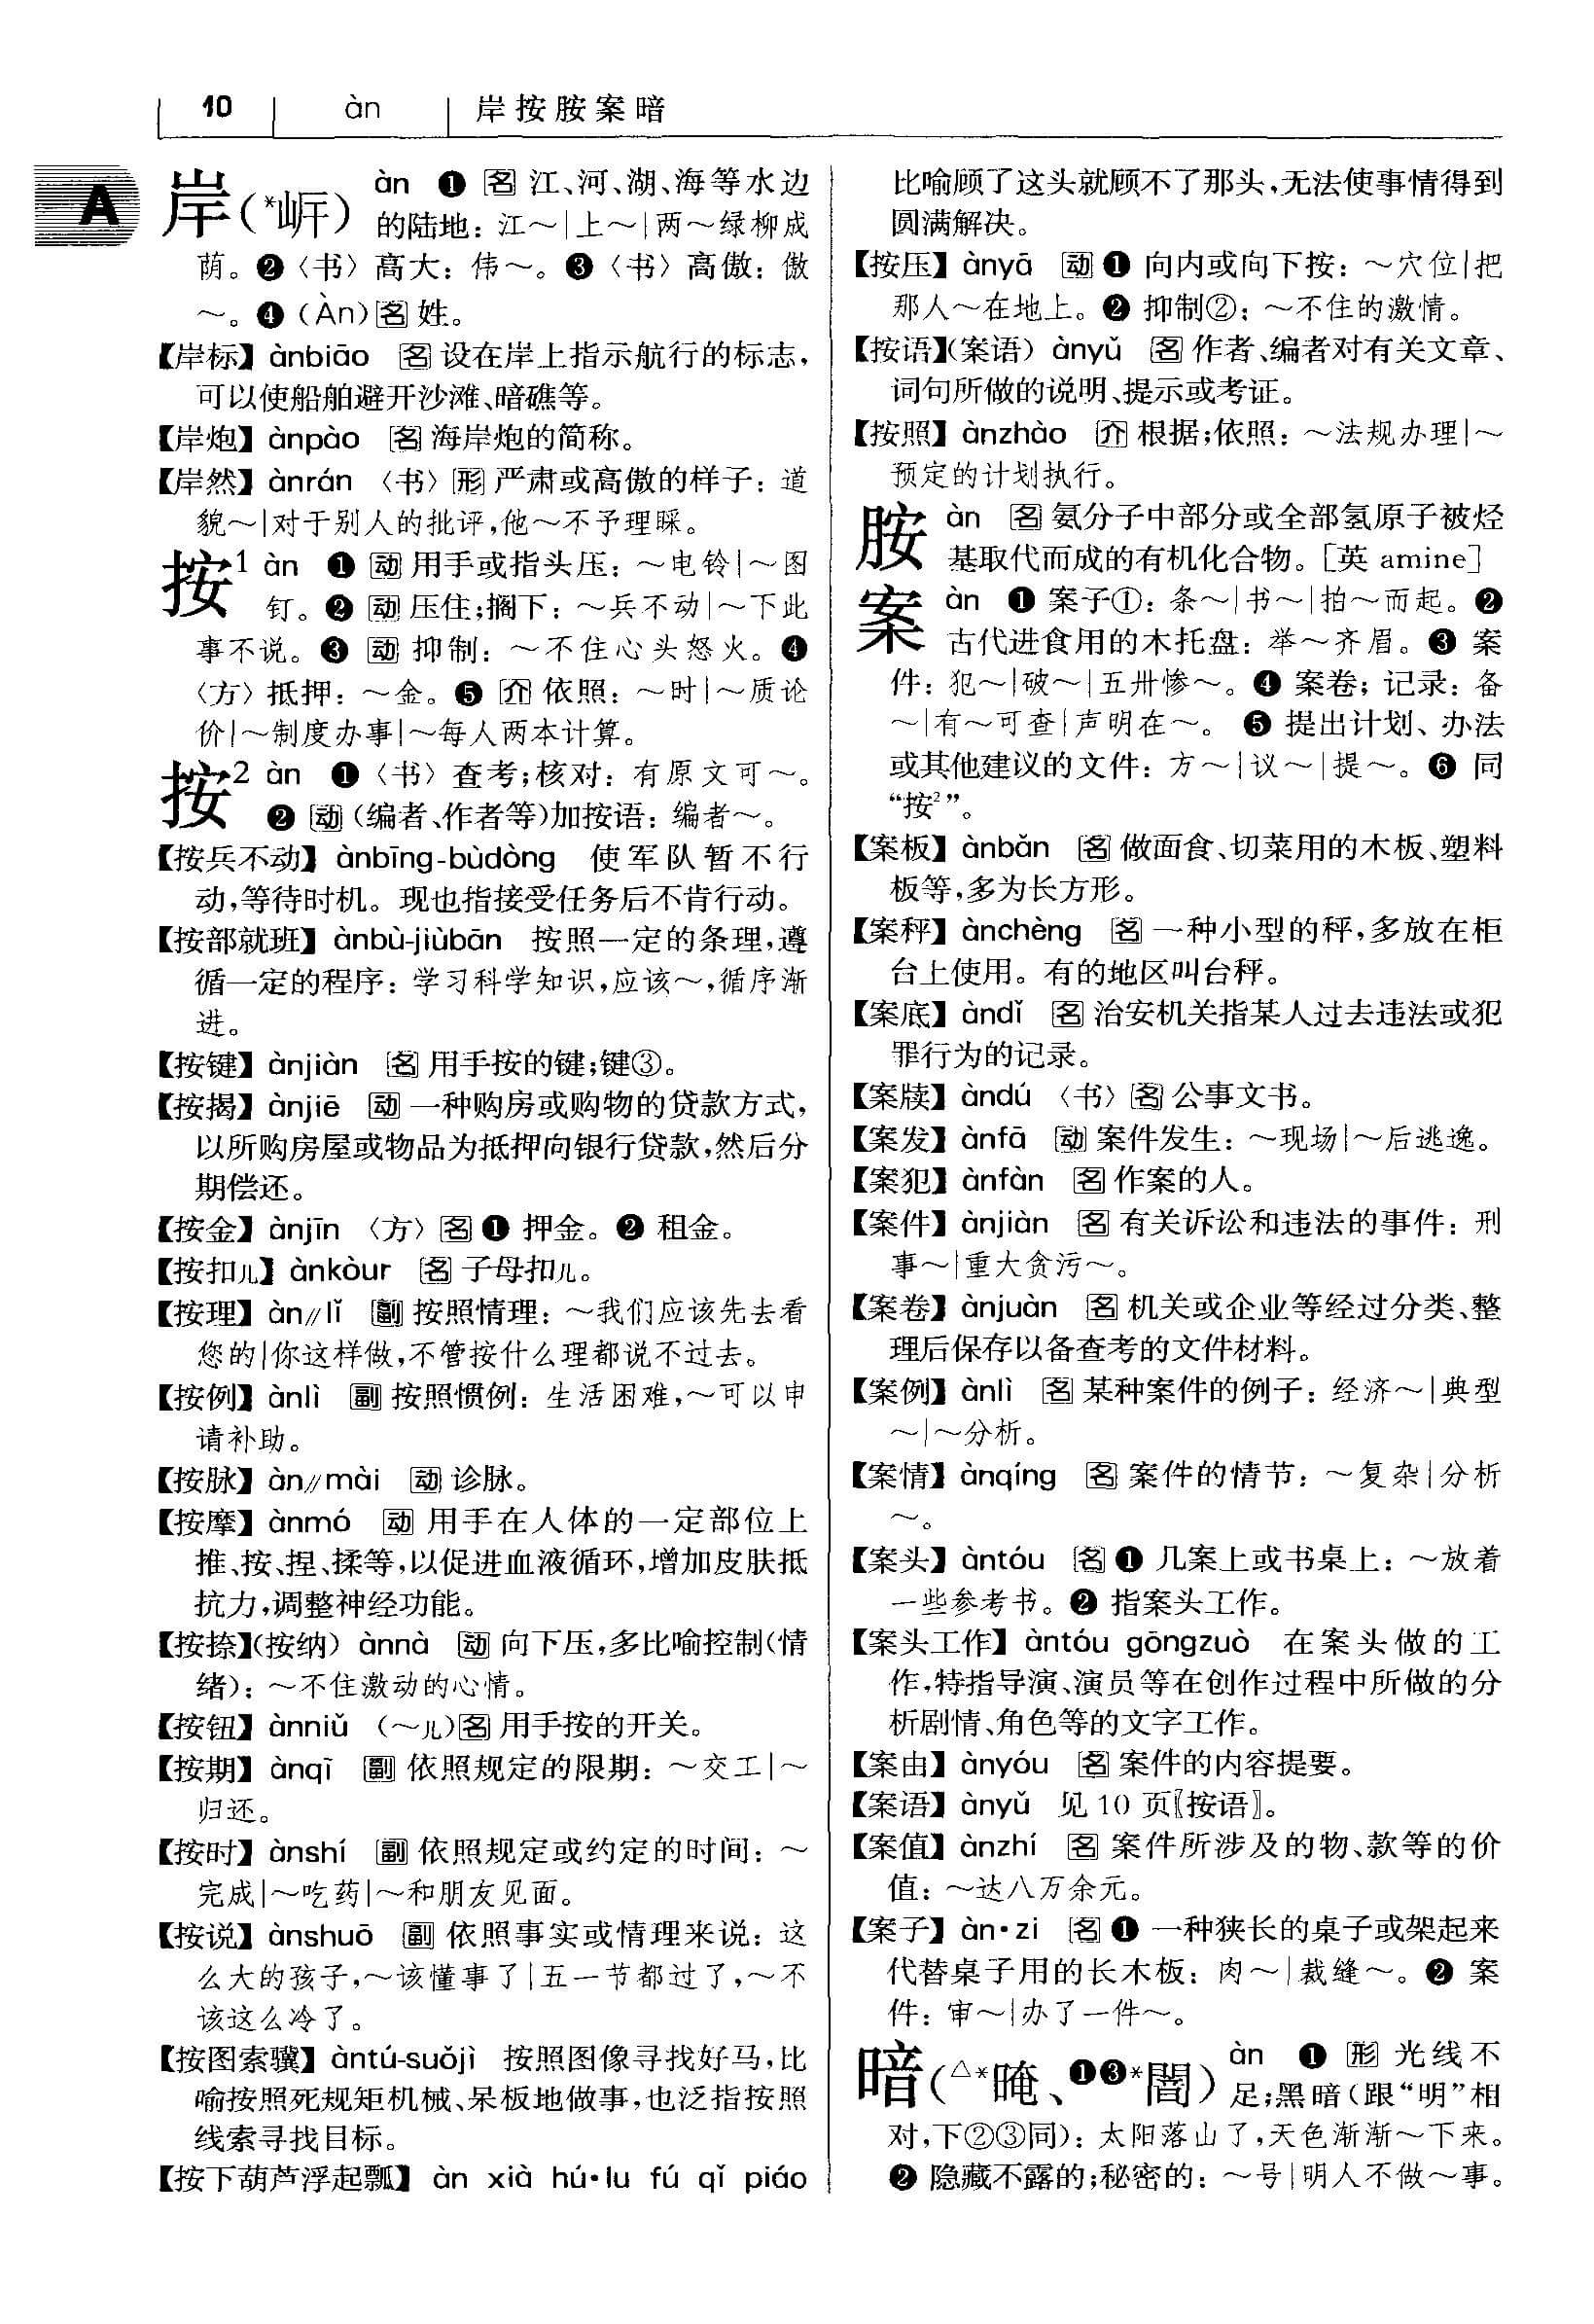 10 àn 岸按胺案暗
A
岸(*㟁) àn ❶ 名 江、河、湖、海等水边
的陆地：江～|上～|两～绿柳成
荫。❷〈书〉高大：伟～。❸〈书〉高傲：傲
～。❹（Àn）名 姓。
【岸标】ànbiāo 名 设在岸上指示航行的标志，
可以使船舶避开沙滩、暗礁等。
【岸炮】ànpào 名 海岸炮的简称。
【岸然】ànrán 〈书〉形 严肃或高傲的样子：道
貌～|对于别人的批评，他～不予理睬。
按¹ àn ❶ 动 用手或指头压：～电铃|～图
钉。❷ 动 压住；搁下：～兵不动|～下此
事不说。❸ 动 抑制：～不住心头怒火。❹
〈方〉抵押：～金。❺ 介 依照：～时|～质论
价|～制度办事|～每人两本计算。
按² àn ❶〈书〉查考；核对：有原文可～。
❷ 动（编者、作者等）加按语：编者～。
【按兵不动】ànbīng-bùdòng 使军队暂不行
动，等待时机。现也指接受任务后不肯行动。
【按部就班】ànbù-jiùbān 按照一定的条理，遵
循一定的程序：学习科学知识，应该～，循序渐
进。
【按键】ànjiàn 名 用手按的键；键③。
【按揭】ànjiē 动 一种购房或购物的贷款方式，
以所购房屋或物品为抵押向银行贷款，然后分
期偿还。
【按金】ànjīn 〈方〉名 ❶ 押金。❷ 租金。
【按扣儿】ànkòur 名 子母扣儿。
【按理】àn∥lǐ 副 按照情理：～我们应该先去看
您的|你这样做，不管按什么理都说不过去。
【按例】ànlì 副 按照惯例：生活困难，～可以申
请补助。
【按脉】àn∥mài 动 诊脉。
【按摩】ànmó 动 用手在人体的一定部位上
推、按、捏、揉等，以促进血液循环，增加皮肤抵
抗力，调整神经功能。
【按捺】（按纳）ànnà 动 向下压，多比喻控制（情
绪）：～不住激动的心情。
【按钮】ànniǔ （～儿）名 用手按的开关。
【按期】ànqī 副 依照规定的限期：～交工|～
归还。
【按时】ànshí 副 依照规定或约定的时间：～
完成|～吃药|～和朋友见面。
【按说】ànshuō 副 依照事实或情理来说：这
么大的孩子，～该懂事了|五一节都过了，～不
该这么冷了。
【按图索骥】àntú-suǒjì 按照图像寻找好马，比
喻按照死规矩机械、呆板地做事，也泛指按照
线索寻找目标。
【按下葫芦浮起瓢】àn xià hú·lu fú qǐ piáo
比喻顾了这头就顾不了那头，无法使事情得到
圆满解决。
【按压】ànyā 动 ❶ 向内或向下按：～穴位|把
那人～在地上。❷ 抑制②：～不住的激情。
【按语】（案语）ànyǔ 名 作者、编者对有关文章、
词句所做的说明、提示或考证。
【按照】ànzhào 介 根据；依照：～法规办理|～
预定的计划执行。
胺 àn 名 氨分子中部分或全部氢原子被烃
基取代而成的有机化合物。[英 amine]
案 àn ❶ 案子①：条～|书～|拍～而起。❷
古代进食用的木托盘：举～齐眉。❸ 案
件：犯～|破～|五卅惨～。❹ 案卷；记录：备
～|有～可查|声明在～。❺ 提出计划、办法
或其他建议的文件：方～|议～|提～。❻ 同
“按²”。
【案板】ànbǎn 名 做面食、切菜用的木板、塑料
板等，多为长方形。
【案秤】ànchèng 名 一种小型的秤，多放在柜
台上使用。有的地区叫台秤。
【案底】àndǐ 名 治安机关指某人过去违法或犯
罪行为的记录。
【案牍】àndú 〈书〉名 公事文书。
【案发】ànfā 动 案件发生：～现场|～后逃逸。
【案犯】ànfàn 名 作案的人。
【案件】ànjiàn 名 有关诉讼和违法的事件：刑
事～|重大贪污～。
【案卷】ànjuàn 名 机关或企业等经过分类、整
理后保存以备查考的文件材料。
【案例】ànlì 名 某种案件的例子：经济～|典型
～|～分析。
【案情】ànqíng 名 案件的情节：～复杂|分析
～。
【案头】àntóu 名 ❶ 几案上或书桌上：～放着
一些参考书。❷ 指案头工作。
【案头工作】àntóu gōngzuò 在案头做的工
作，特指导演、演员等在创作过程中所做的分
析剧情、角色等的文字工作。
【案由】ànyóu 名 案件的内容提要。
【案语】ànyǔ 见 10 页〖按语〗。
【案值】ànzhí 名 案件所涉及的物、款等的价
值：～达八万余元。
【案子】àn·zi 名 ❶ 一种狭长的桌子或架起来
代替桌子用的长木板：肉～|裁缝～。❷ 案
件：审～|办了一件～。
暗(△*晻、❶❸*闇) àn ❶ 形 光线不
足；黑暗（跟“明”相
对，下②③同）：太阳落山了，天色渐渐～下来。
❷ 隐藏不露的；秘密的：～号|明人不做～事。